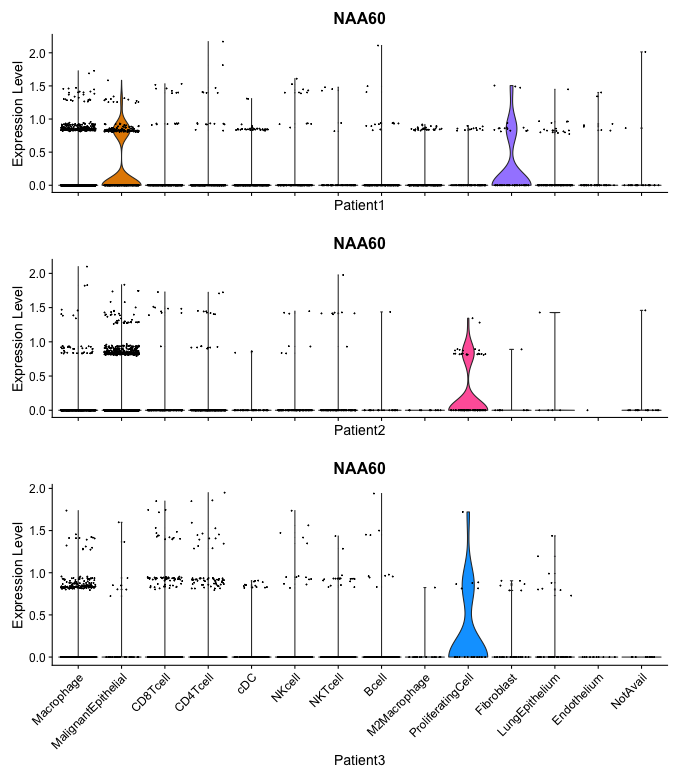 NAA60
Expression Level
2.0
1.5
1.0
0.5
0.0
Patient1
NAA60
Expression Level
2.0
1.5
1.0
0.5
0.0
Patient2
NAA60
Expression Level
2.0
1.5
1.0
0.5
0.0
Macrophage
MalignantEpithelial
CD8Tcell
CD4Tcell
cDC
NKcell
NKTcell
Bcell
M2Macrophage
ProliferatingCell
Fibroblast
LungEpithelium
Endothelium
NotAvail
Patient3